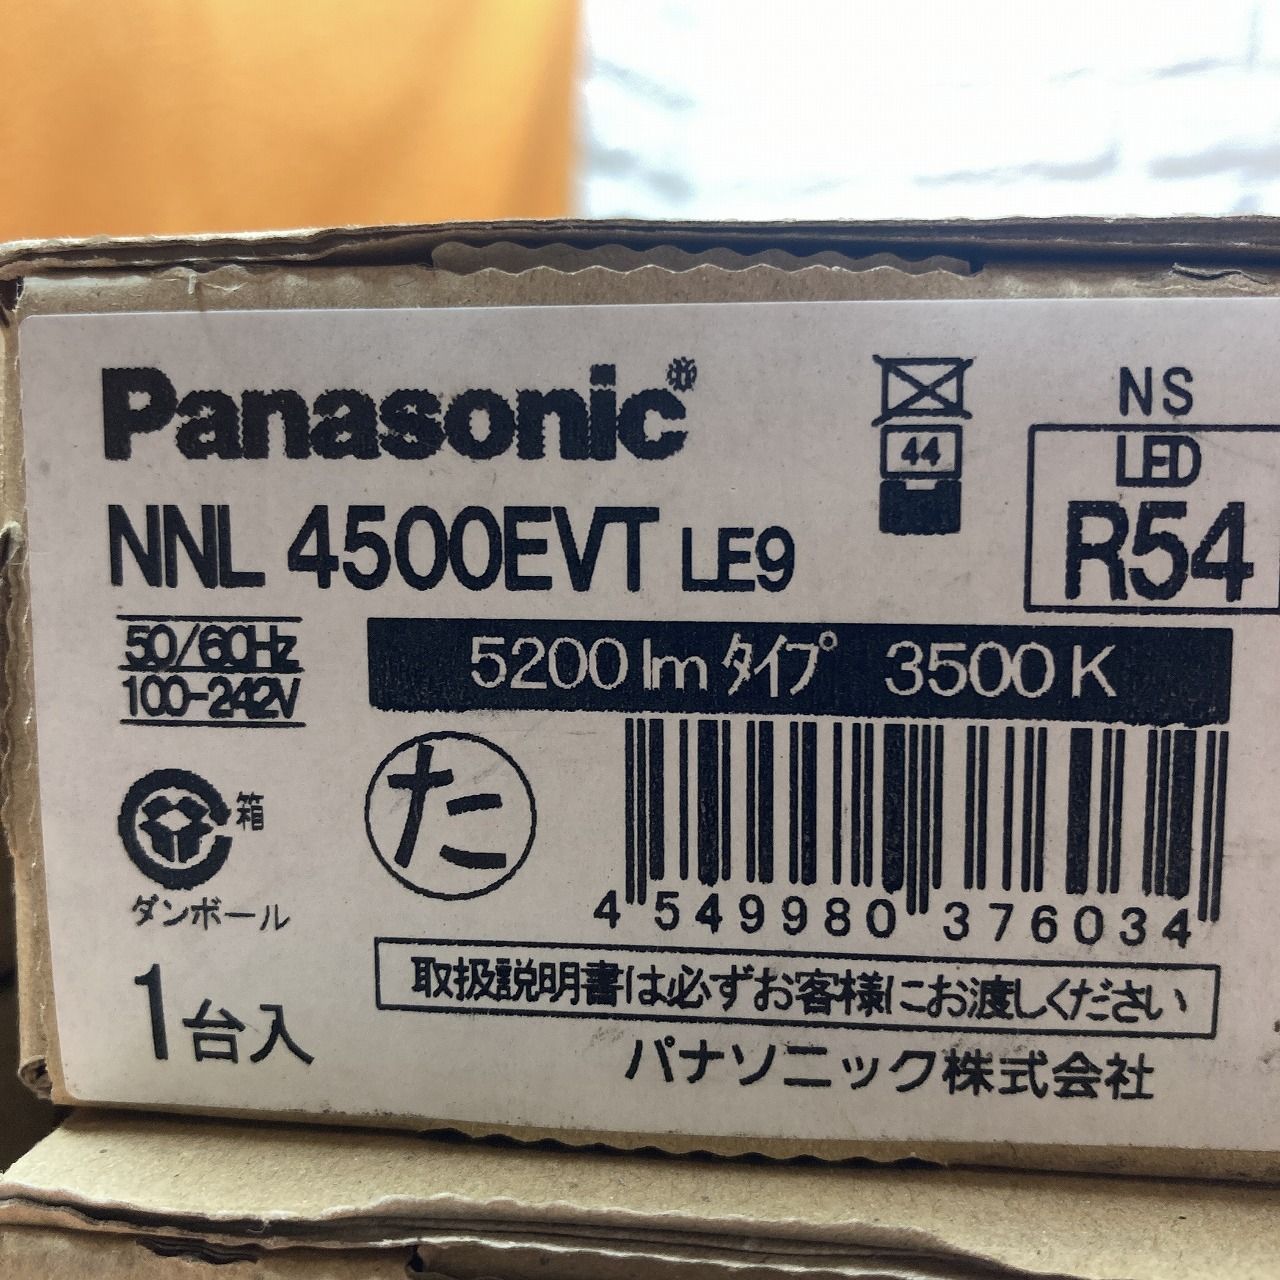 Panasonic®
NNL 4500EVT LE9
44
NS
LED
R54
50/60Hz
100-242V
5200 lm タイプ 3500 K
た
箱
ダンボール
4 549980 376034
取扱説明書は必ずお客様にお渡しください
1台入
パナソニック株式会社